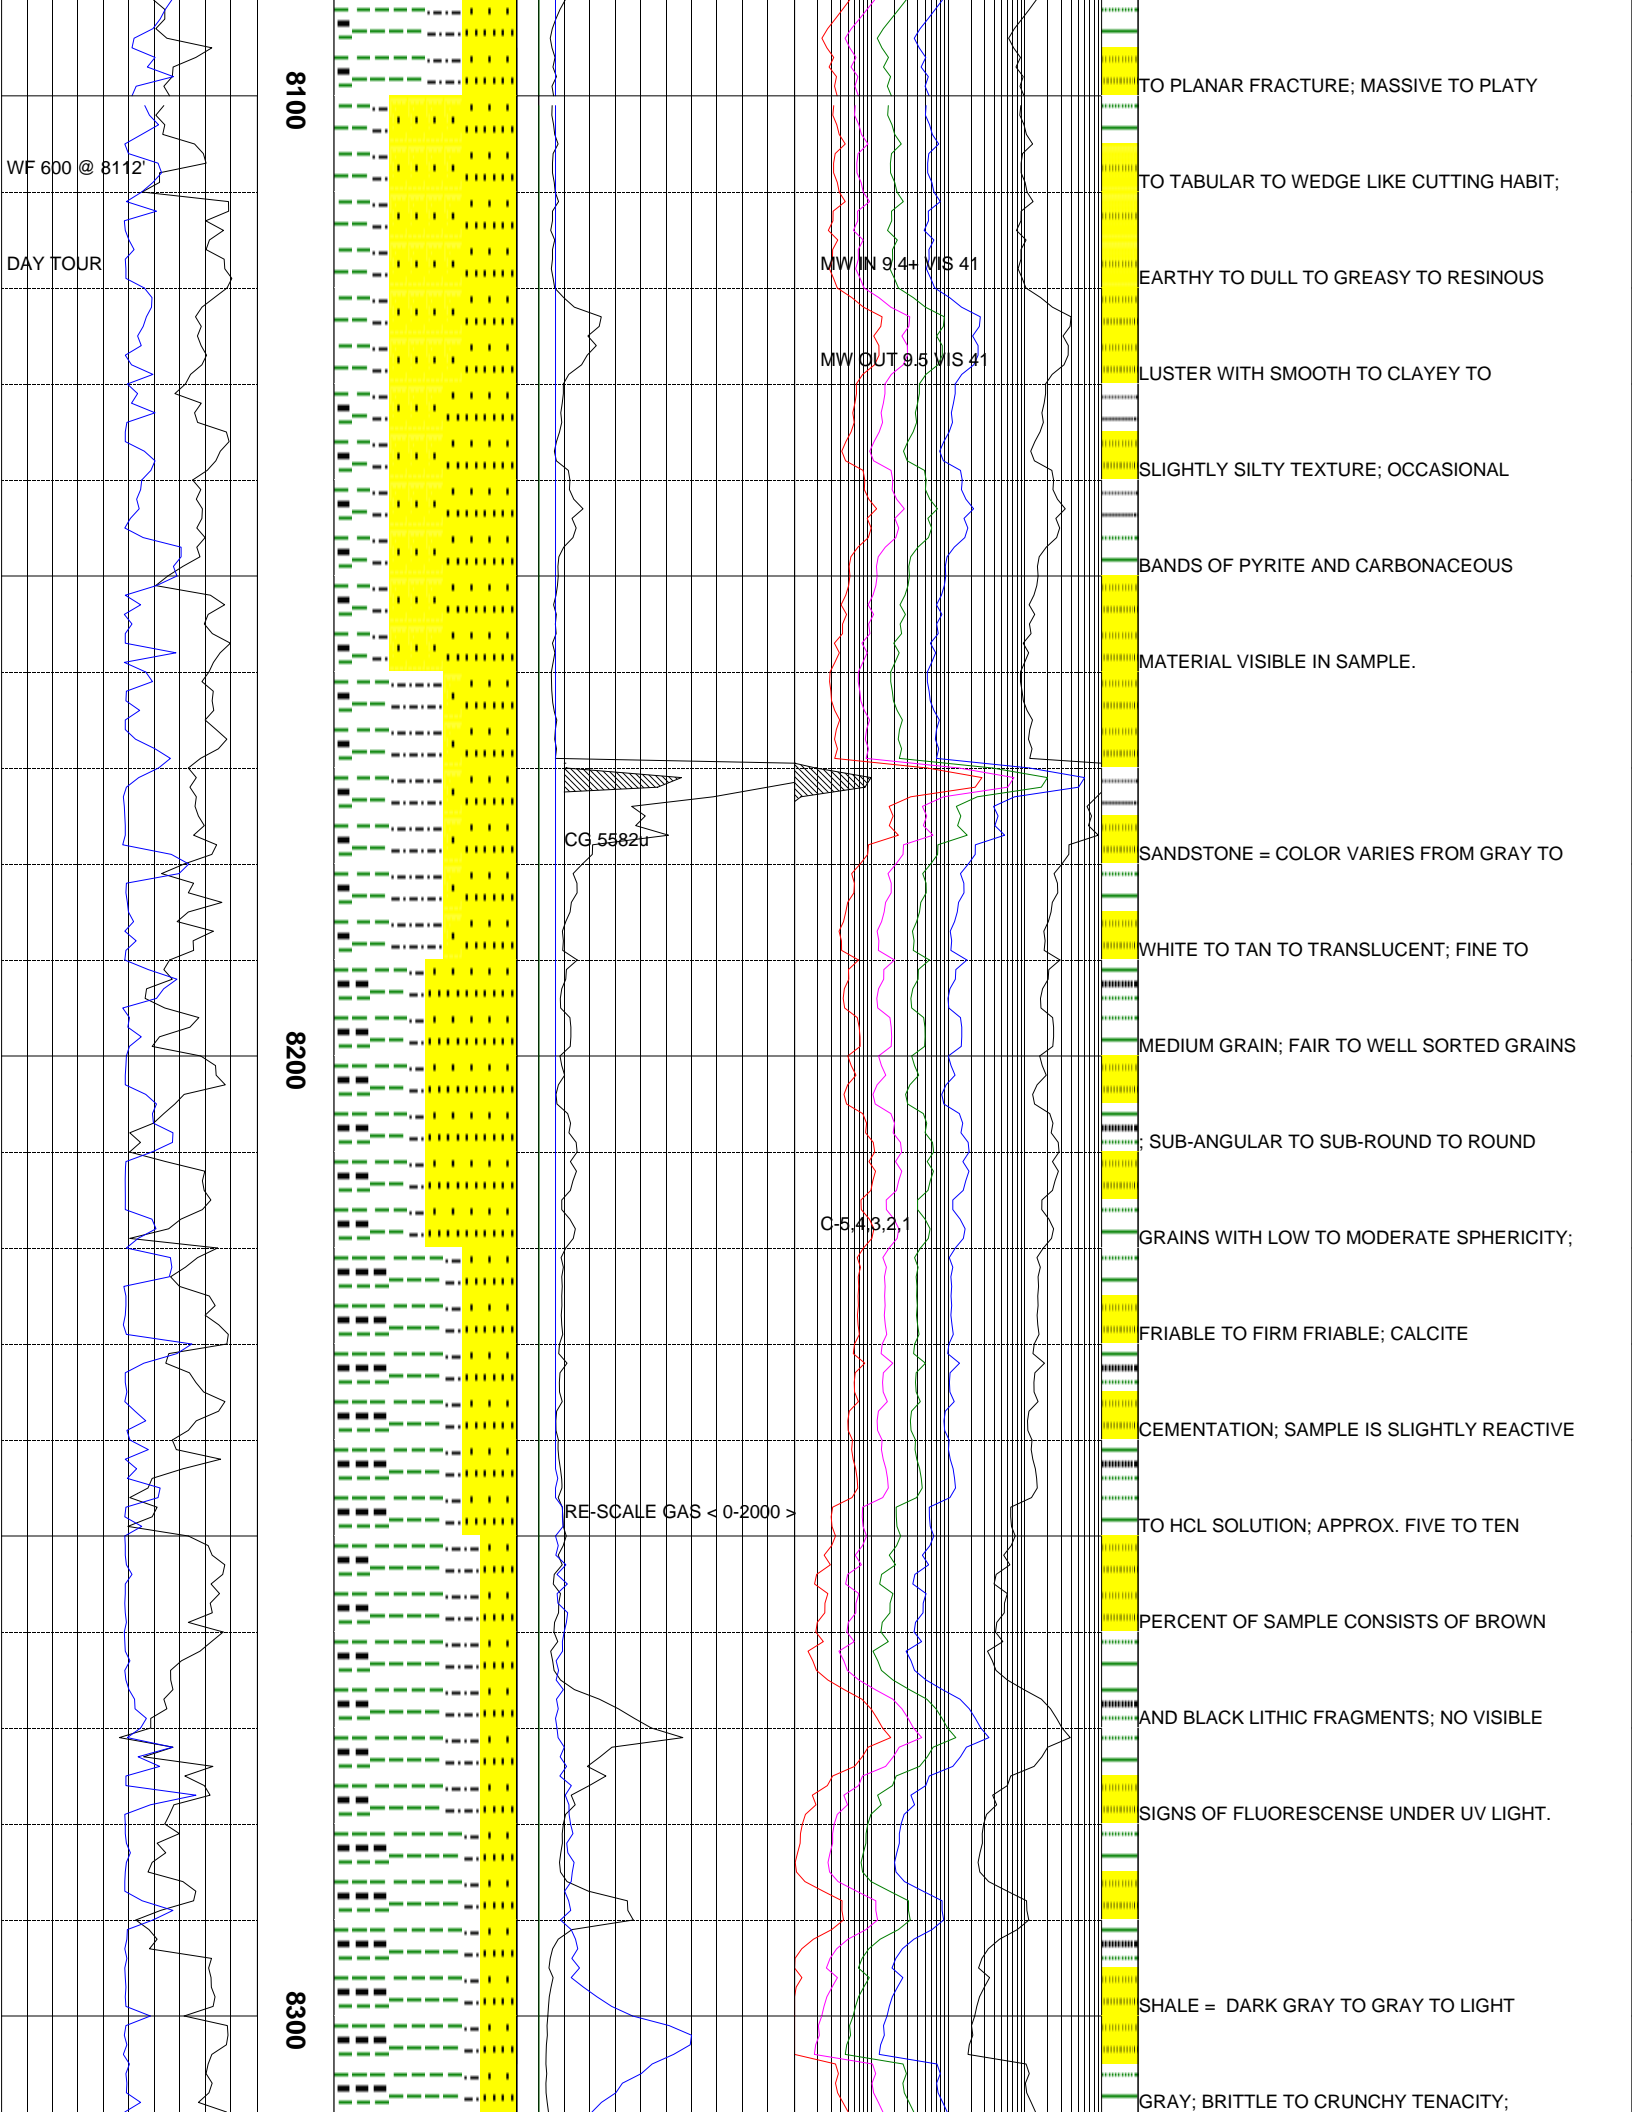 8100
TO PLANAR FRACTURE; MASSIVE TO PLATY
WF 600 @ 8112'
TO TABULAR TO WEDGE LIKE CUTTING HABIT;
DAY TOUR
MW IN 9.4+ VIS 41
EARTHY TO DULL TO GREASY TO RESINOUS
MW OUT 9.5 VIS 41
LUSTER WITH SMOOTH TO CLAYEY TO
SLIGHTLY SILTY TEXTURE; OCCASIONAL
BANDS OF PYRITE AND CARBONACEOUS
MATERIAL VISIBLE IN SAMPLE.
CG 5582u
SANDSTONE = COLOR VARIES FROM GRAY TO
WHITE TO TAN TO TRANSLUCENT; FINE TO
8200
MEDIUM GRAIN; FAIR TO WELL SORTED GRAINS
; SUB-ANGULAR TO SUB-ROUND TO ROUND
C-5,4,3,2,1
GRAINS WITH LOW TO MODERATE SPHERICITY;
FRIABLE TO FIRM FRIABLE; CALCITE
CEMENTATION; SAMPLE IS SLIGHTLY REACTIVE
RE-SCALE GAS < 0-2000 >
TO HCL SOLUTION; APPROX. FIVE TO TEN
PERCENT OF SAMPLE CONSISTS OF BROWN
AND BLACK LITHIC FRAGMENTS; NO VISIBLE
SIGNS OF FLUORESCENSE UNDER UV LIGHT.
8300
SHALE =  DARK GRAY TO GRAY TO LIGHT
GRAY; BRITTLE TO CRUNCHY TENACITY;